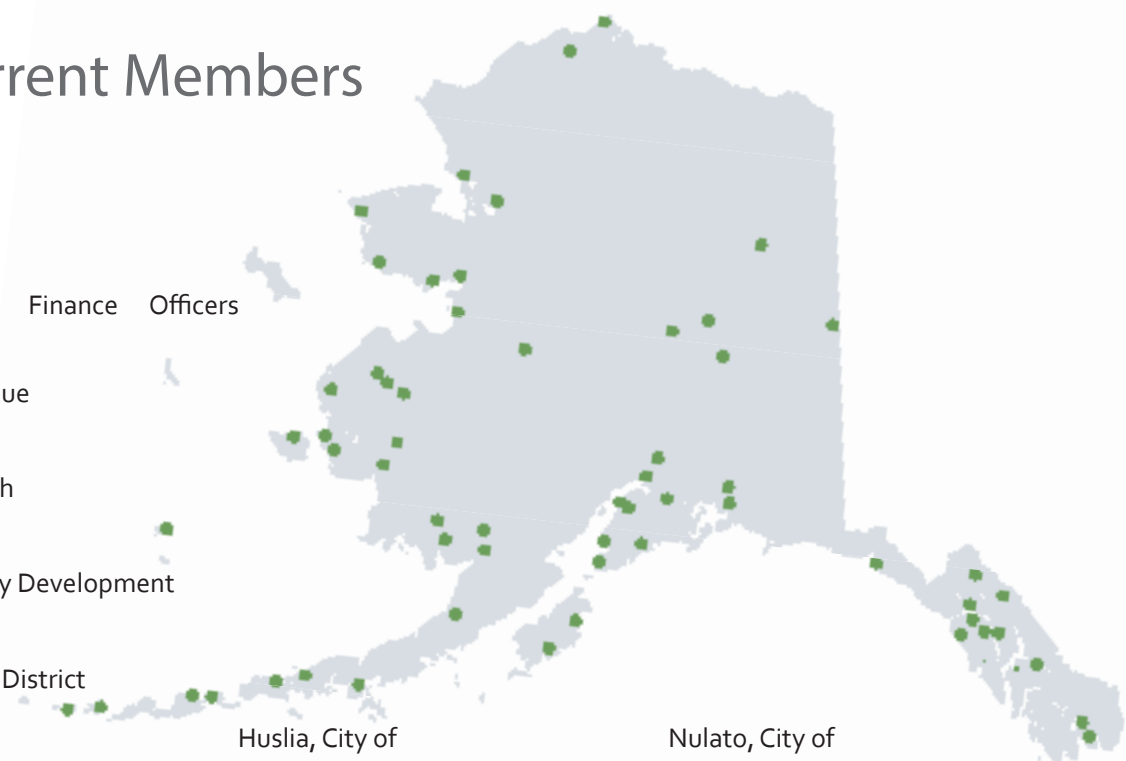 rrent Members
Finance Officers
ue
h
y Development
District
Huslia, City of
Nulato, City of